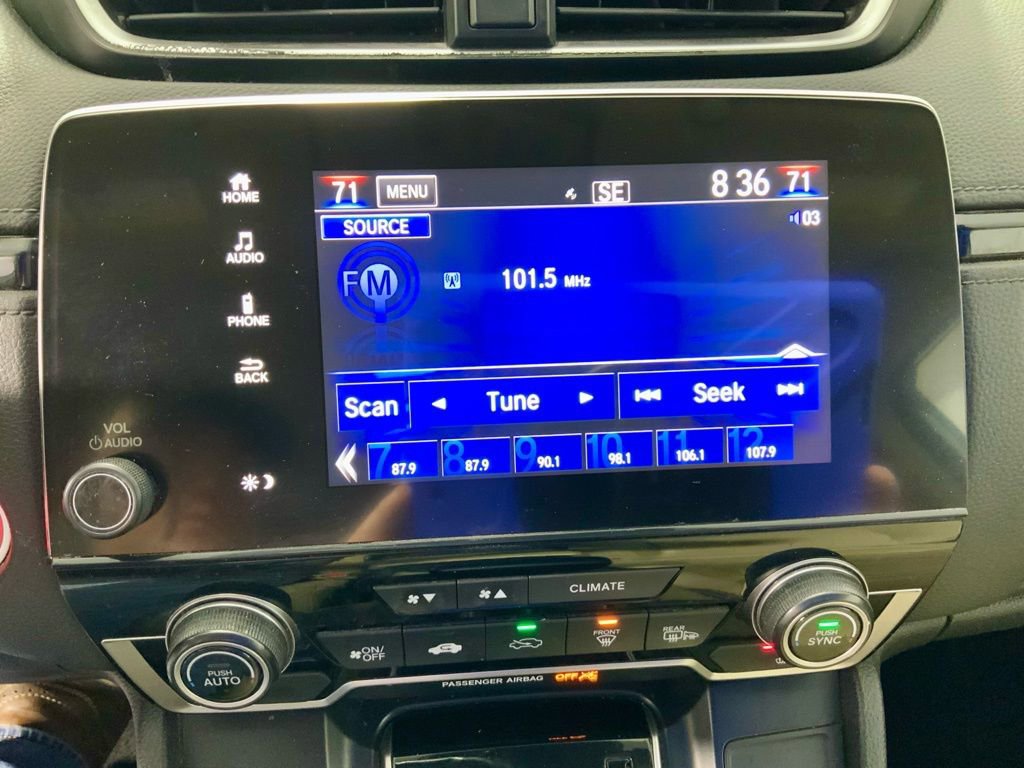 71 MENU SE 8 36 71
HOME
SOURCE 03
AUDIO
FM 101.5 MHz
PHONE
BACK
Scan Tune Seek
VOL
AUDIO
7 87.9 8 87.9 9 90.1 10 98.1 11 106.1 12 107.9
CLIMATE
ON/OFF
FRONT
REAR
PUSH
AUTO
PUSH
SYNC
PASSENGER AIRBAG OFF